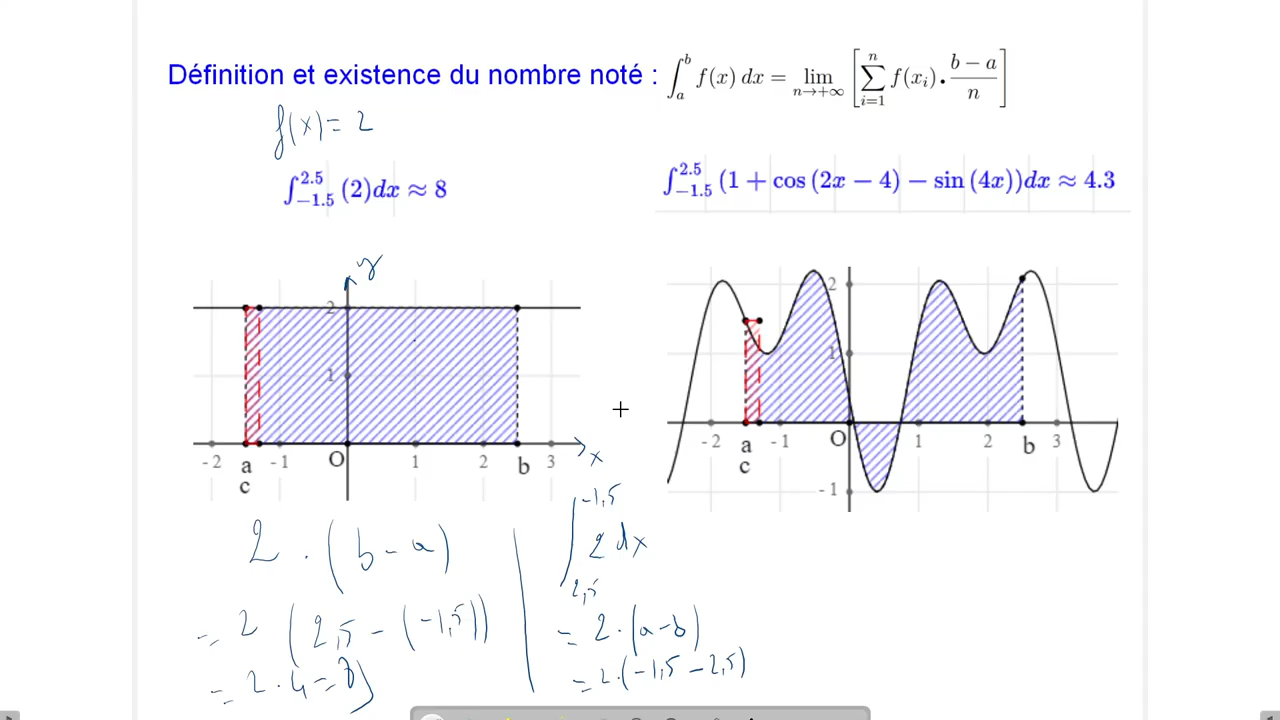 Définition et existence du nombre noté : ∫_a^b f(x) dx = lim_{n→+∞} [∑_{i=1}^n f(x_i) • (b − a)/n]
f(x) = 2
∫_{−1.5}^{2.5} (2)dx ≈ 8
∫_{−1.5}^{2.5} (1 + cos (2x − 4) − sin (4x))dx ≈ 4.3
y
2
1
-2 a -1 O 1 2 b 3 x
c
2
1
-2 a -1 O 1 2 b 3
c
-1
2 . (b - a)
= 2 (2,5 - (-1,5))
= 2 . 4 = 8
∫_{2,5}^{-1,5} 2 dx
= 2 . (a-b)
= 2.(-1,5 - 2,5)